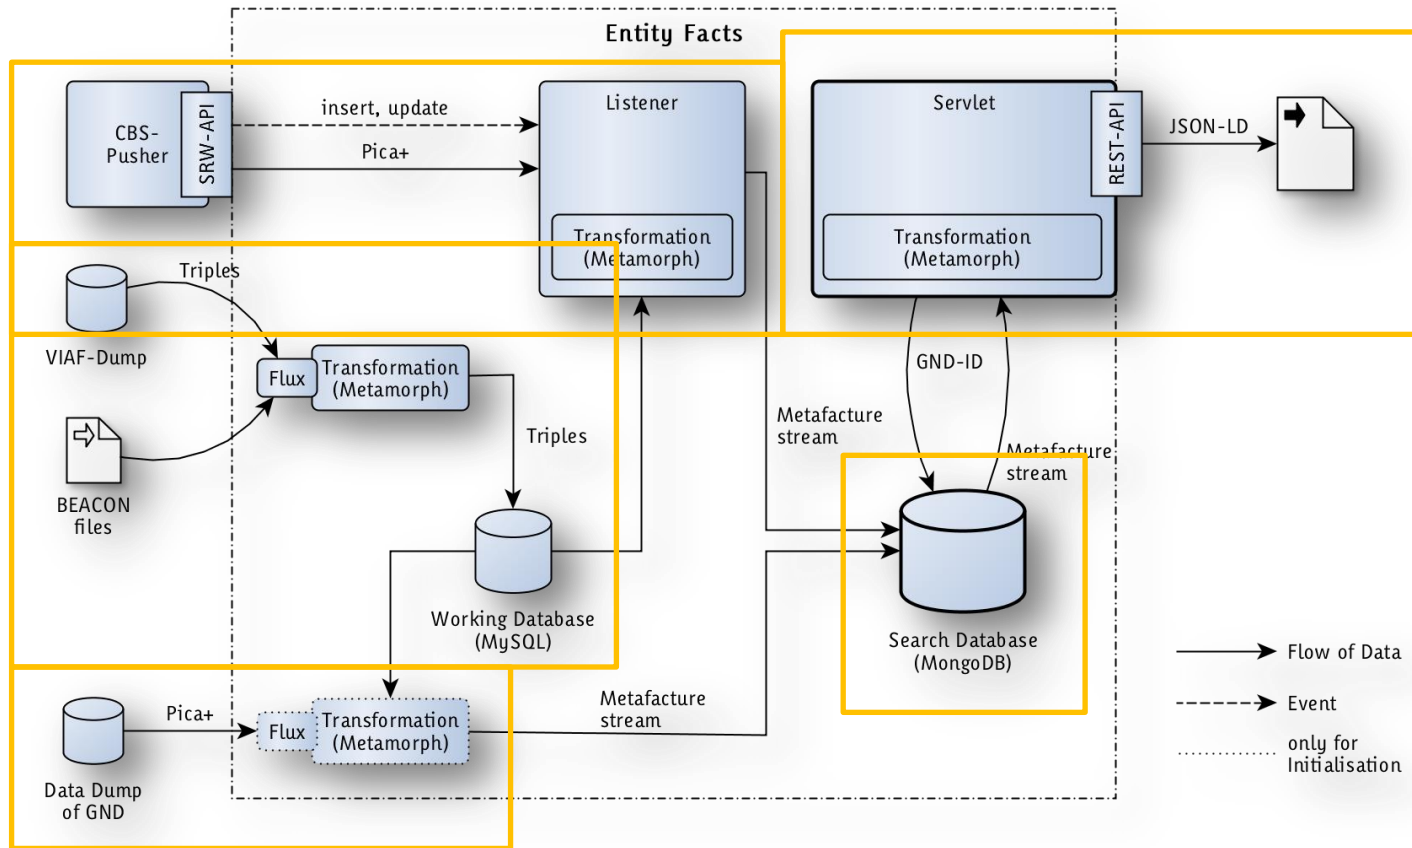 Entity Facts
CBS-
Pusher
SRW-API
insert, update
Pica+
Listener
Transformation
(Metamorph)
Servlet
REST-API
Transformation
(Metamorph)
JSON-LD
Triples
VIAF-Dump
Flux
Transformation
(Metamorph)
BEACON
files
Triples
Working Database
(MySQL)
GND-ID
Metafacture
stream
Metafacture
stream
Search Database
(MongoDB)
Pica+
Data Dump
of GND
Flux
Transformation
(Metamorph)
Metafacture
stream
Flow of Data
Event
only for
Initialisation